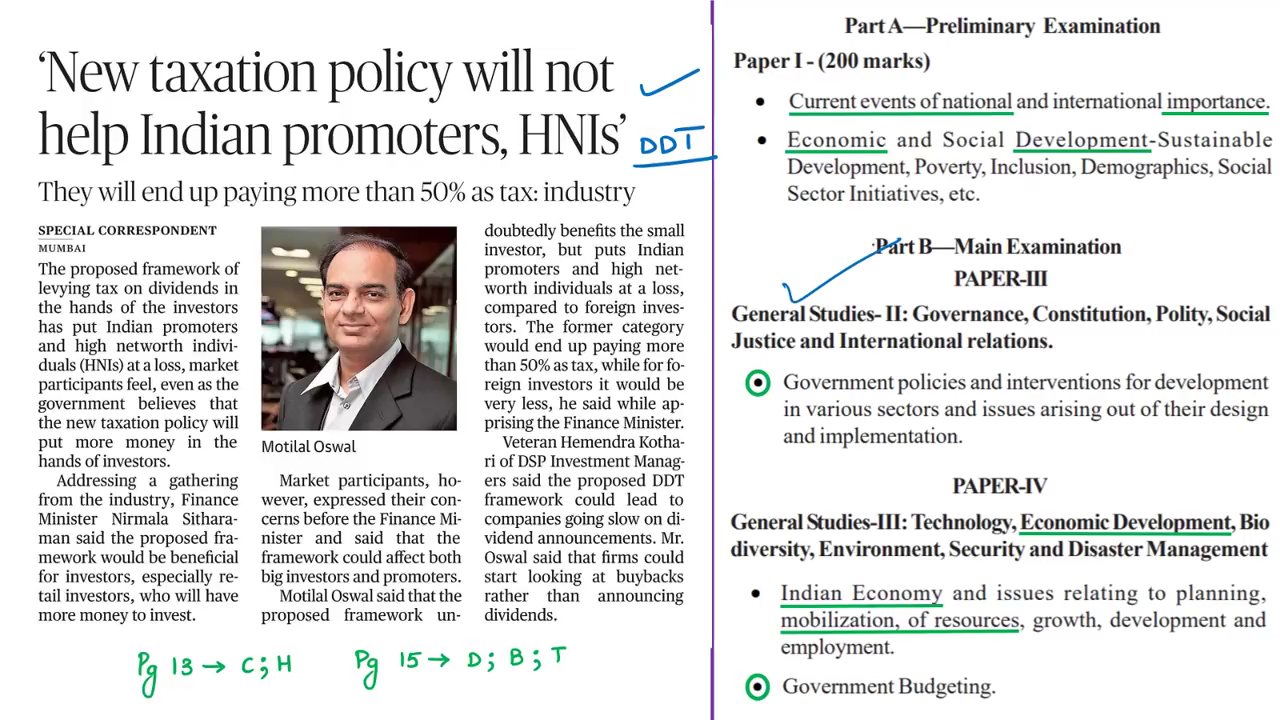 ‘New taxation policy will not
help Indian promoters, HNIs’
DDT
They will end up paying more than 50% as tax: industry
SPECIAL CORRESPONDENT
MUMBAI
The proposed framework of
levying tax on dividends in
the hands of the investors
has put Indian promoters
and high networth indivi-
duals (HNIs) at a loss, market
participants feel, even as the
government believes that
the new taxation policy will
put more money in the
hands of investors.
Addressing a gathering
from the industry, Finance
Minister Nirmala Sithara-
man said the proposed fra-
mework would be beneficial
for investors, especially re-
tail investors, who will have
more money to invest.
Motilal Oswal
Market participants, ho-
wever, expressed their con-
cerns before the Finance Mi-
nister and said that the
framework could affect both
big investors and promoters.
Motilal Oswal said that the
proposed framework un-
doubtedly benefits the small
investor, but puts Indian
promoters and high net-
worth individuals at a loss,
compared to foreign inves-
tors. The former category
would end up paying more
than 50% as tax, while for fo-
reign investors it would be
very less, he said while ap-
prising the Finance Minister.
Veteran Hemendra Kotha-
ri of DSP Investment Manag-
ers said the proposed DDT
framework could lead to
companies going slow on di-
vidend announcements. Mr.
Oswal said that firms could
start looking at buybacks
rather than announcing
dividends.
Pg 13 → C; H
Pg 15 → D; B; T
Part A—Preliminary Examination
Paper I - (200 marks)
• Current events of national and international importance.
• Economic and Social Development-Sustainable
Development, Poverty, Inclusion, Demographics, Social
Sector Initiatives, etc.
Part B—Main Examination
PAPER-III
General Studies- II: Governance, Constitution, Polity, Social
Justice and International relations.
• Government policies and interventions for development
in various sectors and issues arising out of their design
and implementation.
PAPER-IV
General Studies-III: Technology, Economic Development, Bio
diversity, Environment, Security and Disaster Management
• Indian Economy and issues relating to planning,
mobilization, of resources, growth, development and
employment.
• Government Budgeting.